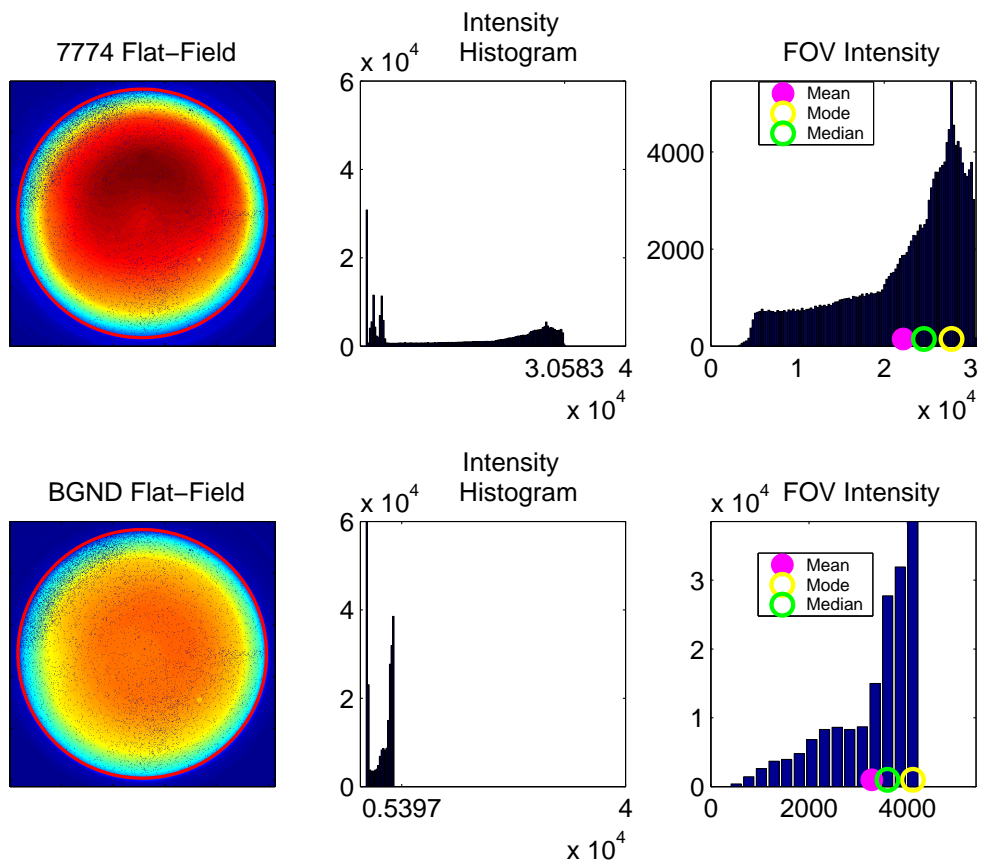 7774 Flat−Field
Intensity
Histogram
FOV Intensity
x 10^4
6
4
2
0
3.0583 4
x 10^4
Mean
Mode
Median
4000
2000
0
0 1 2 3
x 10^4
BGND Flat−Field
Intensity
Histogram
FOV Intensity
x 10^4
6
4
2
0
0.5397 4
x 10^4
x 10^4
Mean
Mode
Median
3
2
1
0
0 2000 4000